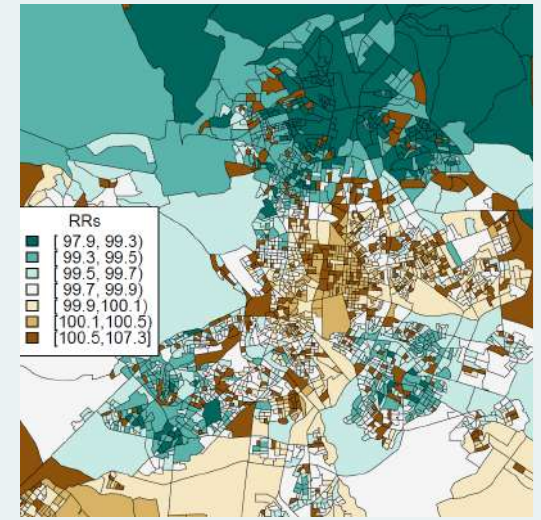 RRs
[ 97.9, 99.3)
[ 99.3, 99.5)
[ 99.5, 99.7)
[ 99.7, 99.9)
[ 99.9,100.1)
[100.1,100.5)
[100.5,107.3]